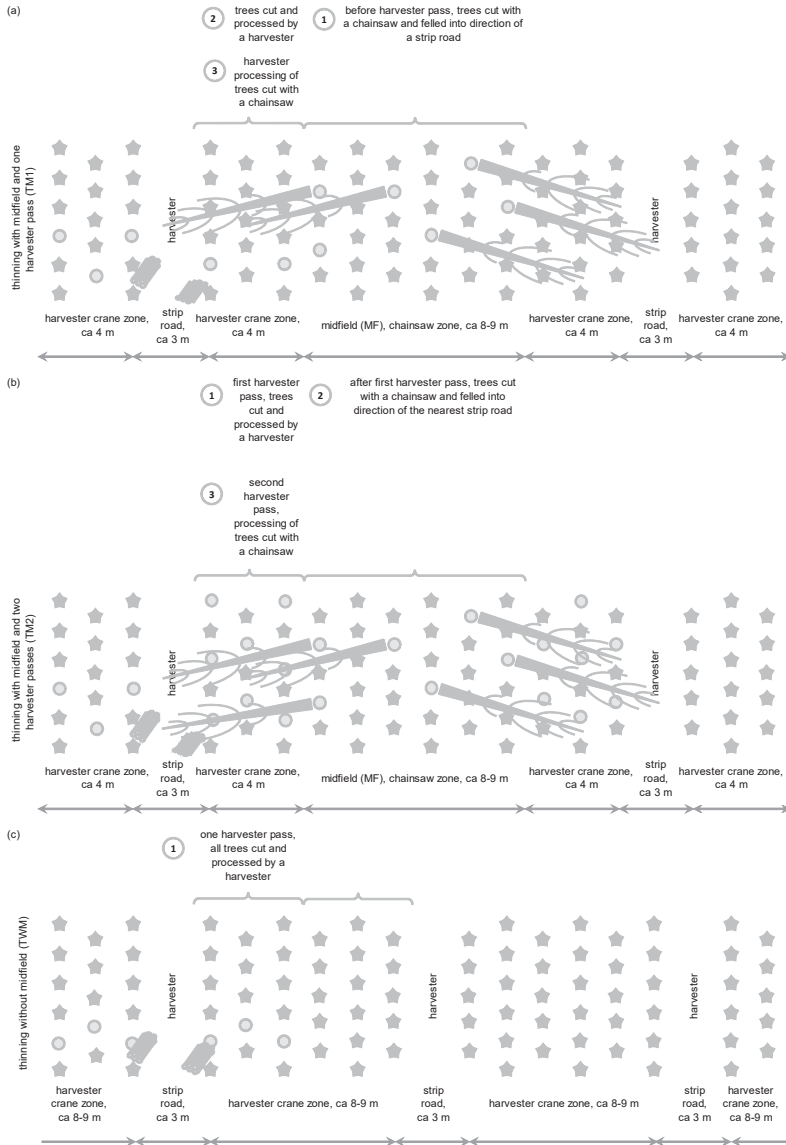 (a)
2
trees cut and
processed by
a harvester
1
before harvester pass, trees cut with
a chainsaw and felled into direction of
a strip road
3
harvester
processing of
trees cut with
a chainsaw
thinning with midfield and one
harvester pass (TM1)
harvester
harvester
harvester crane zone,
ca 4 m
strip
road,
ca 3 m
harvester crane zone,
ca 4 m
midfield (MF), chainsaw zone, ca 8-9 m
harvester crane zone,
ca 4 m
strip
road,
ca 3 m
harvester crane zone,
ca 4 m
(b)
1
first harvester
pass, trees
cut and
processed by
a harvester
2
after first harvester pass, trees cut
with a chainsaw and felled into
direction of the nearest strip road
3
second
harvester
pass,
processing of
trees cut with
a chainsaw
thinning with midfield and two
harvester passes (TM2)
harvester
harvester
harvester crane zone,
ca 4 m
strip
road,
ca 3 m
harvester crane zone,
ca 4 m
midfield (MF), chainsaw zone, ca 8-9 m
harvester crane zone,
ca 4 m
strip
road,
ca 3 m
harvester crane zone,
ca 4 m
(c)
1
one harvester pass,
all trees cut and
processed by a
harvester
thinning without midfield (TWM)
harvester
harvester
harvester
harvester
crane zone,
ca 8-9 m
strip
road,
ca 3 m
harvester crane zone, ca 8-9 m
strip
road,
ca 3 m
harvester crane zone, ca 8-9 m
strip
road,
ca 3 m
harvester
crane zone,
ca 8-9 m